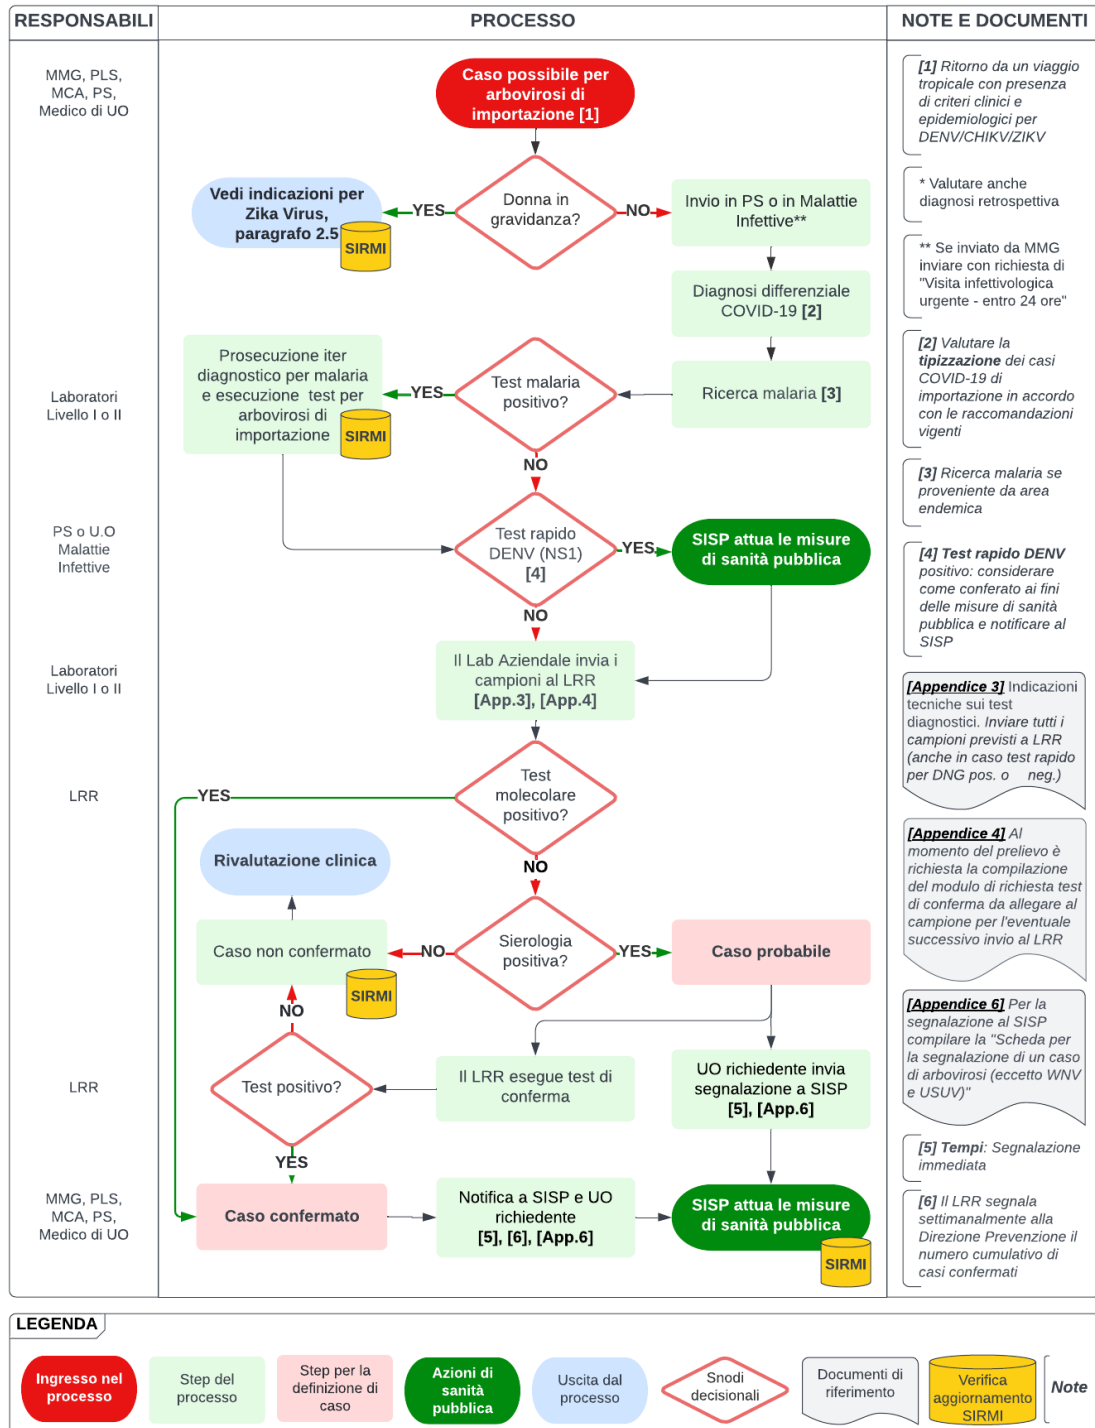 RESPONSABILI
PROCESSO
NOTE E DOCUMENTI
MMG, PLS,
MCA, PS,
Medico di UO
Caso possibile per
arbovirosi di
importazione [1]
[1] Ritorno da un viaggio
tropicale con presenza
di criteri clinici e
epidemiologici per
DENV/CHIKV/ZIKV
Vedi indicazioni per
Zika Virus,
paragrafo 2.5
SIRMI
YES
Donna in
gravidanza?
NO
Invio in PS o in Malattie
Infettive**
* Valutare anche
diagnosi retrospettiva
** Se inviato da MMG
inviare con richiesta di
"Visita infettivologica
urgente - entro 24 ore"
Diagnosi differenziale
COVID-19 [2]
[2] Valutare la
tipizzazione dei casi
COVID-19 di
importazione in accordo
con le raccomandazioni
vigenti
Laboratori
Livello I o II
Prosecuzione iter
diagnostico per malaria
e esecuzione test per
arbovirosi di
importazione
SIRMI
YES
Test malaria
positivo?
Ricerca malaria [3]
NO
[3] Ricerca malaria se
proveniente da area
endemica
PS o U.O
Malattie
Infettive
Test rapido
DENV (NS1)
[4]
YES
SISP attua le misure
di sanità pubblica
[4] Test rapido DENV
positivo: considerare
come conferato ai fini
delle misure di sanità
pubblica e notificare al
SISP
NO
Laboratori
Livello I o II
Il Lab Aziendale invia i
campioni al LRR
[App.3], [App.4]
[Appendice 3] Indicazioni
tecniche sui test
diagnostici. Inviare tutti i
campioni previsti a LRR
(anche in caso test rapido
per DNG pos. o neg.)
LRR
YES
Test
molecolare
positivo?
NO
Rivalutazione clinica
[Appendice 4] Al
momento del prelievo è
richiesta la compilazione
del modulo di richiesta test
di conferma da allegare al
campione per l'eventuale
successivo invio al LRR
Caso non confermato
SIRMI
NO
Sierologia
positiva?
YES
Caso probabile
NO
[Appendice 6] Per la
segnalazione al SISP
compilare la "Scheda per
la segnalazione di un caso
di arbovirosi (eccetto WNV
e USUV)"
LRR
Test positivo?
Il LRR esegue test di
conferma
UO richiedente invia
segnalazione a SISP
[5], [App.6]
YES
[5] Tempi: Segnalazione
immediata
MMG, PLS,
MCA, PS,
Medico di UO
Caso confermato
Notifica a SISP e UO
richiedente
[5], [6], [App.6]
SISP attua le misure
di sanità pubblica
SIRMI
[6] Il LRR segnala
settimanalmente alla
Direzione Prevenzione il
numero cumulativo di
casi confermati
LEGENDA
Ingresso nel
processo
Step del
processo
Step per la
definizione di
caso
Azioni di
sanità
pubblica
Uscita dal
processo
Snodi
decisionali
Documenti di
riferimento
Verifica
aggiornamento
SIRMI
Note